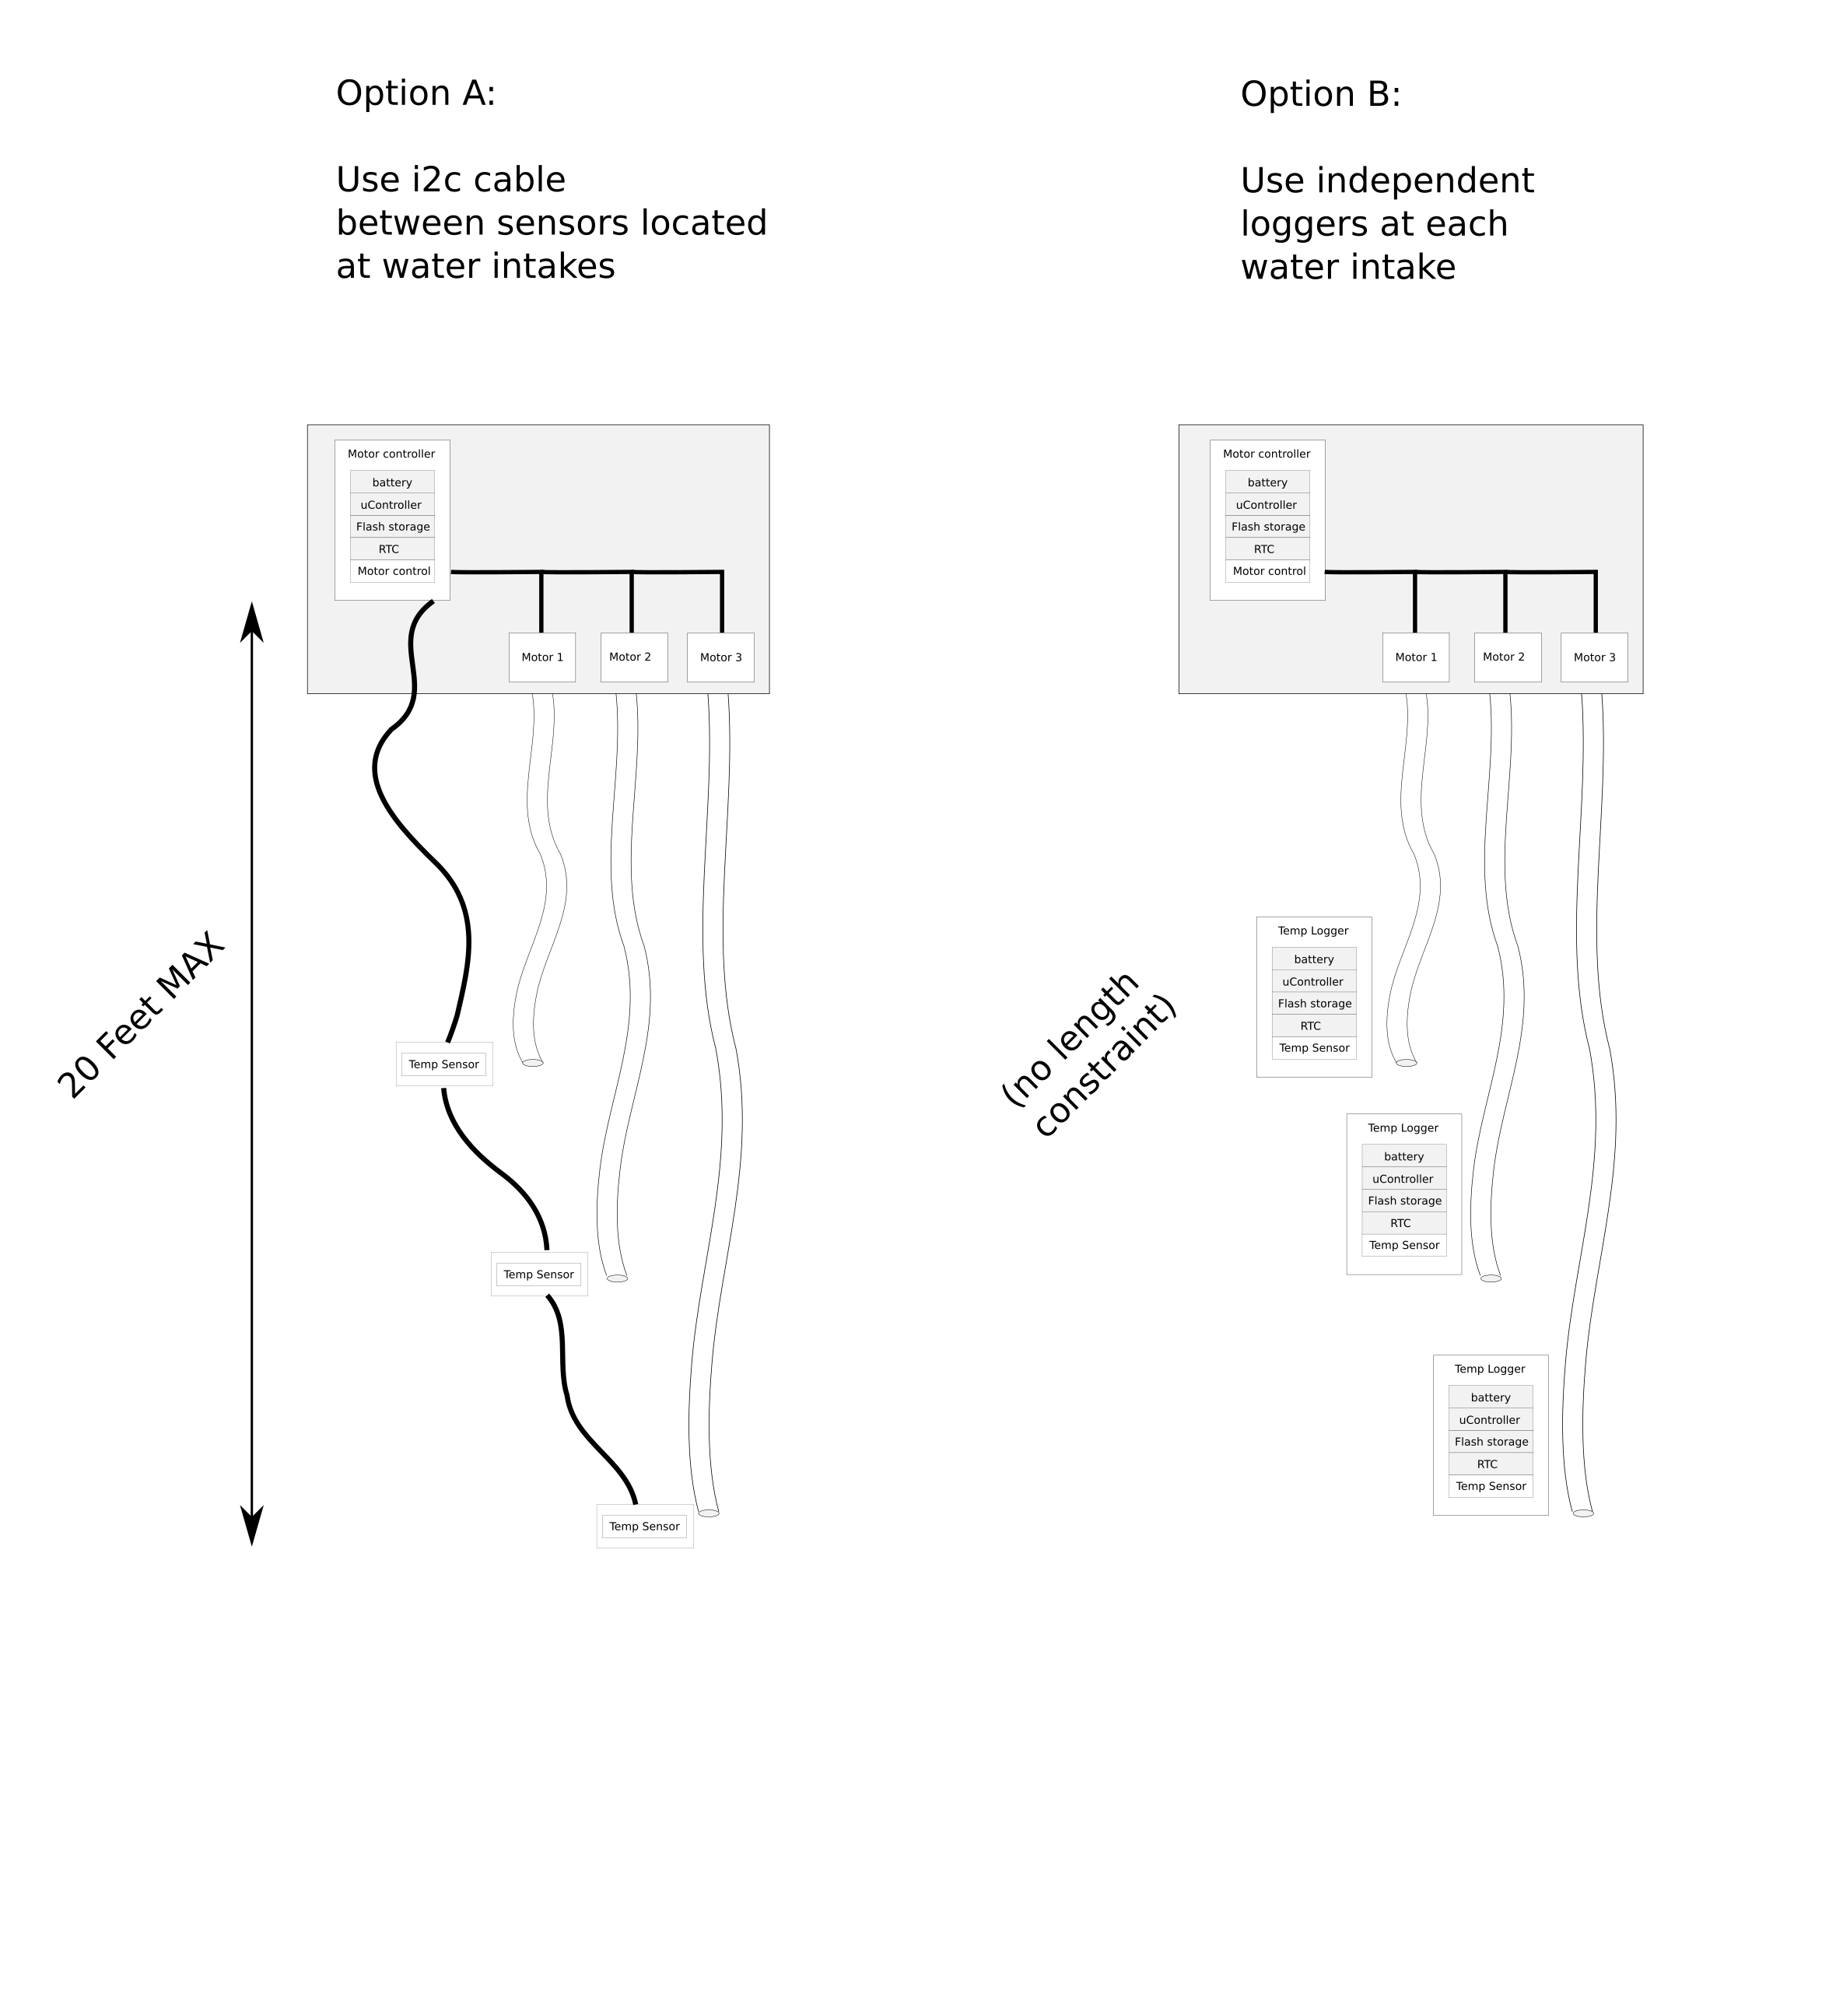 Option A:
Use i2c cable
between sensors located
at water intakes
20 Feet MAX
Motor controller
battery
uController
Flash storage
RTC
Motor control
Motor 1
Motor 2
Motor 3
Temp Sensor
Temp Sensor
Temp Sensor
Option B:
Use independent
loggers at each
water intake
(no length
constraint)
Motor controller
battery
uController
Flash storage
RTC
Motor control
Motor 1
Motor 2
Motor 3
Temp Logger
battery
uController
Flash storage
RTC
Temp Sensor
Temp Logger
battery
uController
Flash storage
RTC
Temp Sensor
Temp Logger
battery
uController
Flash storage
RTC
Temp Sensor